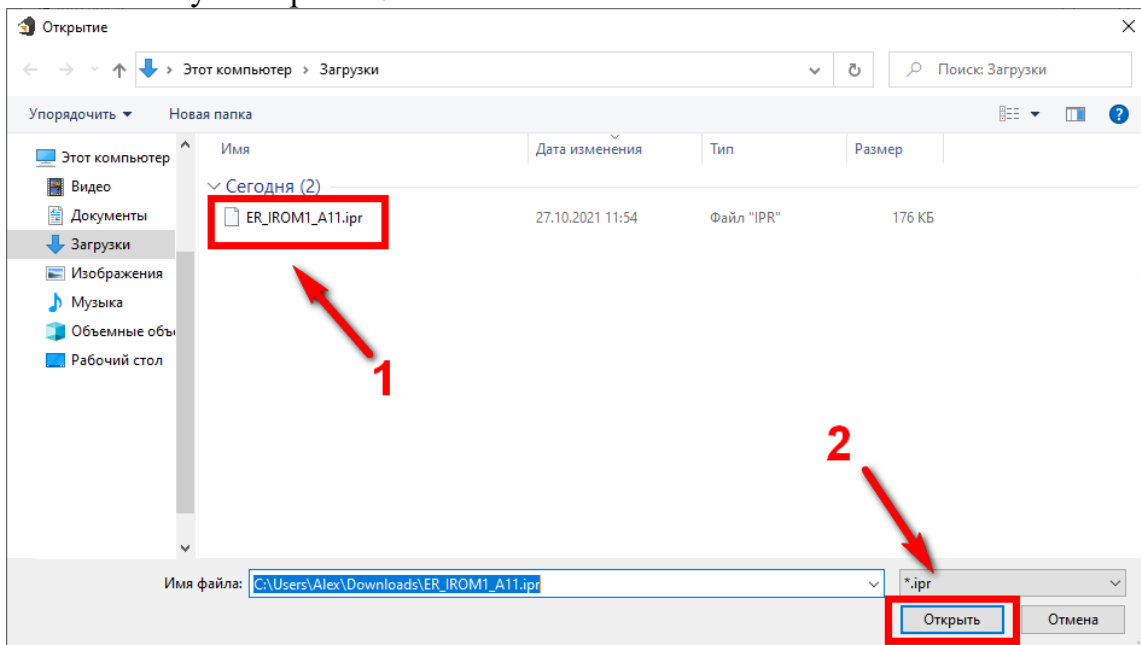 Открытие
Этот компьютер > Загрузки
Поиск: Загрузки
Упорядочить Новая папка
Имя Дата изменения Тип Размер
Этот компьютер
Видео
Документы
Загрузки
Изображения
Музыка
Объемные объ
Рабочий стол
Сегодня (2)
ER_IROM1_A11.ipr 27.10.2021 11:54 Файл "IPR" 176 КБ
1
2
Имя файла: C:\Users\Alex\Downloads\ER_IROM1_A11.ipr *.ipr
Открыть Отмена